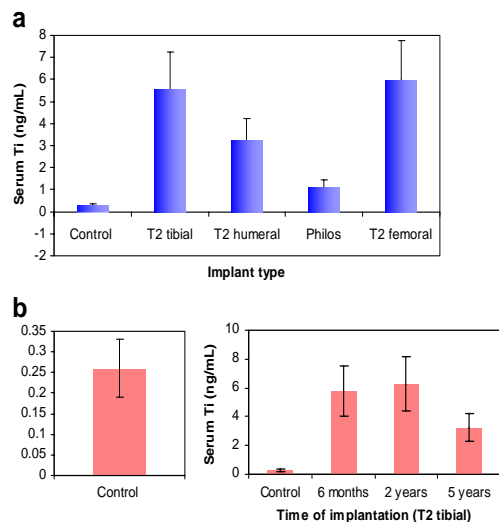 a
Serum Ti (ng/mL)
8
7
6
5
4
3
2
1
0
-1
-2
Control T2 tibial T2 humeral Philos T2 femoral
Implant type
b
0.35
0.3
0.25
0.2
0.15
0.1
0.05
0
Control
Serum Ti (ng/mL)
10
8
6
4
2
0
Control 6 months 2 years 5 years
Time of implantation (T2 tibial)